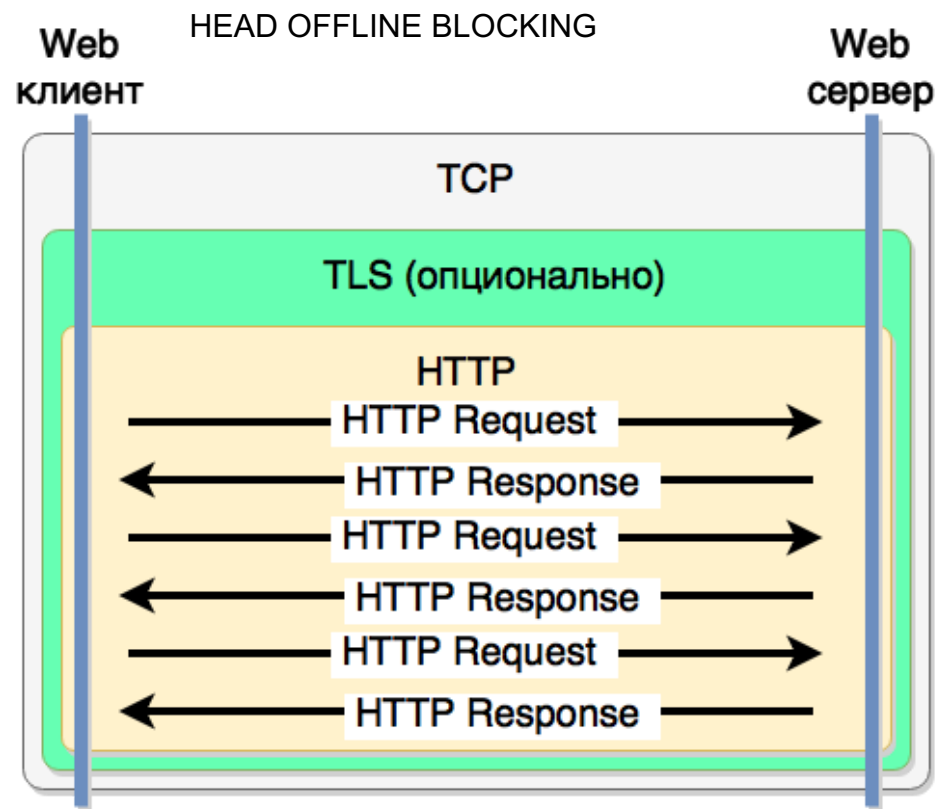 HEAD OFFLINE BLOCKING
Web
клиент
Web
сервер
TCP
TLS (опционально)
HTTP
HTTP Request
HTTP Response
HTTP Request
HTTP Response
HTTP Request
HTTP Response